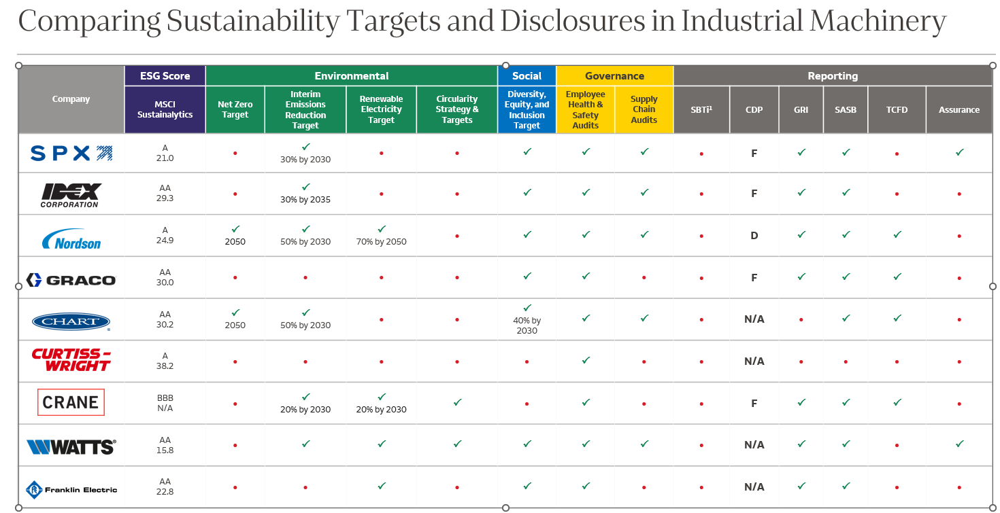 Comparing Sustainability Targets and Disclosures in Industrial Machinery
Company
ESG Score
Environmental
Social
Governance
Reporting
MSCI
Sustainalytics
Net Zero
Target
Interim
Emissions
Reduction
Target
Renewable
Electricity
Target
Circularity
Strategy &
Targets
Diversity,
Equity, and
Inclusion
Target
Employee
Health &
Safety
Audits
Supply
Chain
Audits
SBTi¹
CDP
GRI
SASB
TCFD
Assurance
SPX
A
21.0
• ✓ • • ✓ ✓ ✓ • F ✓ ✓ • ✓
30% by 2030
IDEX
CORPORATION
AA
29.3
• ✓ • • ✓ ✓ ✓ • F ✓ ✓ • •
30% by 2035
Nordson
A
24.9
✓ ✓ ✓ • ✓ ✓ ✓ • D ✓ ✓ ✓ •
2050 50% by 2030 70% by 2050
GRACO
AA
30.0
• • • • ✓ ✓ • • F ✓ ✓ ✓ •
CHART®
AA
30.2
✓ ✓ • • ✓ ✓ ✓ • N/A • ✓ ✓ •
2050 50% by 2030 40% by
2030
CURTISS-
WRIGHT
A
38.2
• • • • • ✓ • • N/A • • • •
CRANE
BBB
N/A
• ✓ ✓ ✓ • ✓ • • F ✓ ✓ ✓ •
20% by 2030 20% by 2030
WATTS®
AA
15.8
• ✓ ✓ ✓ ✓ ✓ ✓ • N/A ✓ ✓ • ✓
Franklin Electric
AA
22.8
• • ✓ • ✓ ✓ • • N/A ✓ ✓ • •